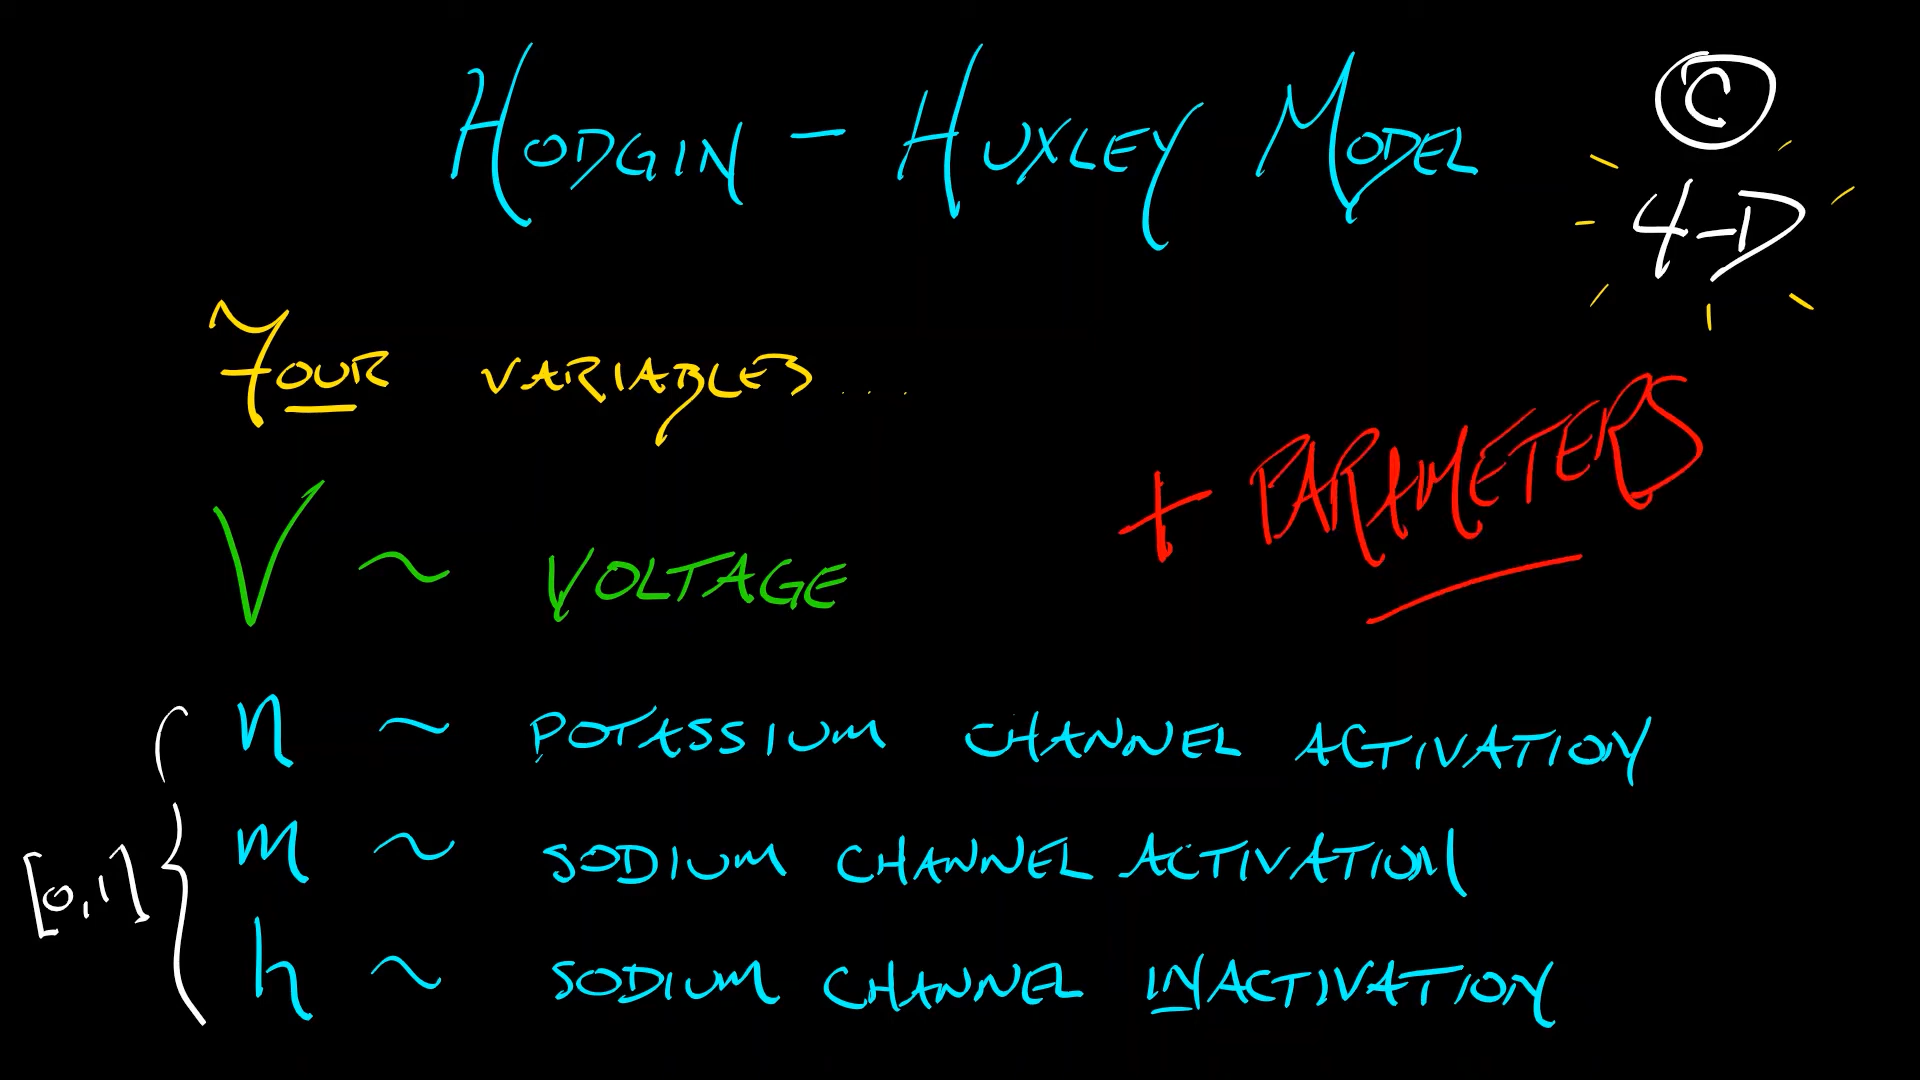 HODGIN - HUXLEY MODEL
©
4-D
FOUR VARIABLES...
+ PARAMETERS
V ~ VOLTAGE
n ~ POTASSIUM CHANNEL ACTIVATION
m ~ SODIUM CHANNEL ACTIVATION
[0,1]
h ~ SODIUM CHANNEL INACTIVATION